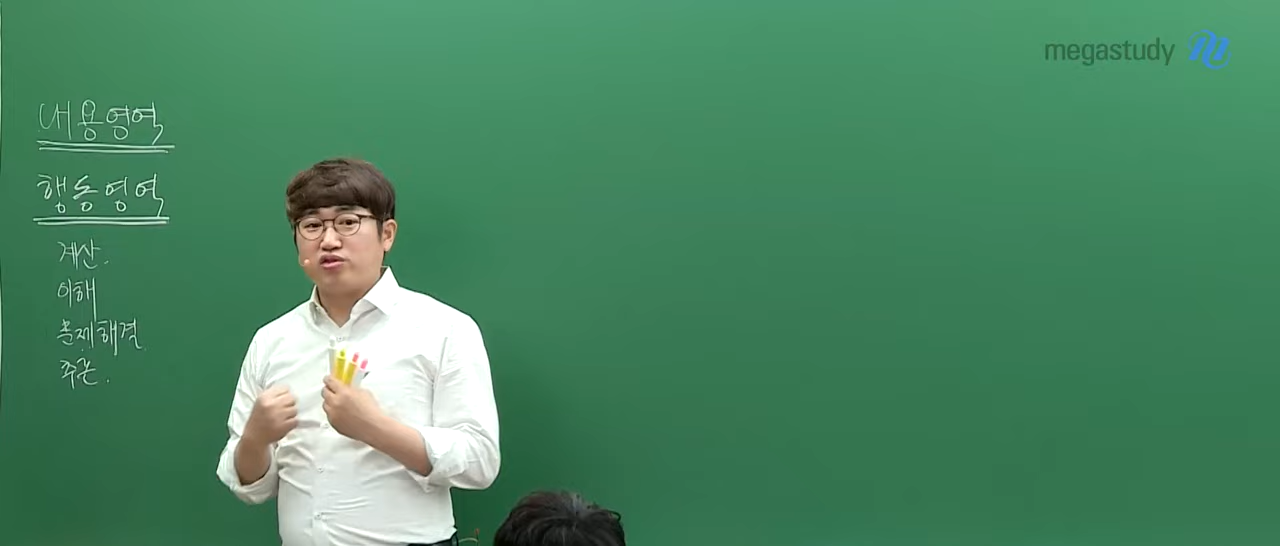 megastudy
내용영역
행동영역
계산.
이해
문제해결
추론.